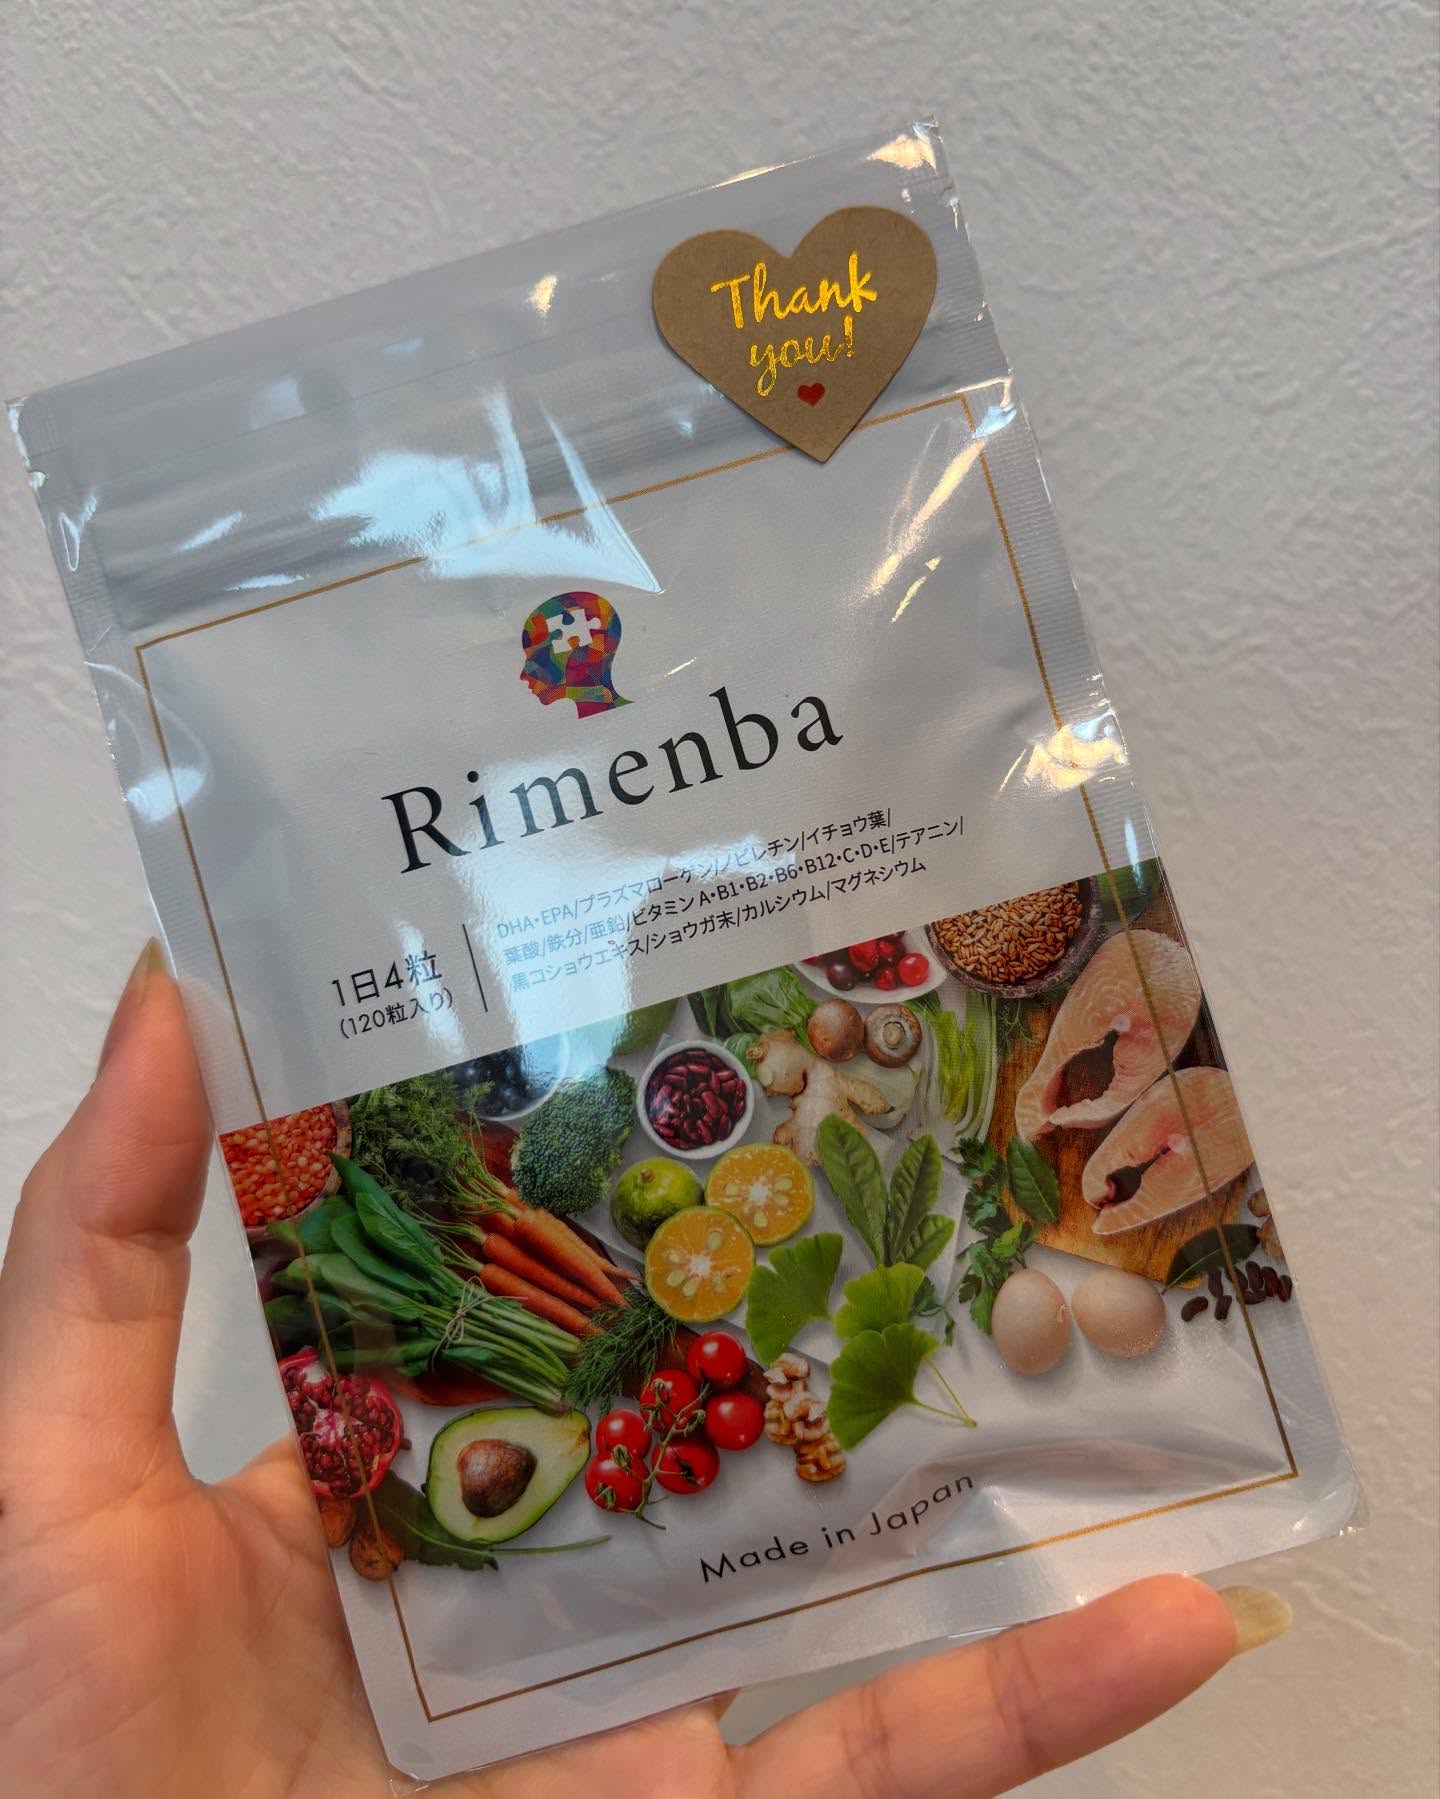 Thank
you!
Rimenba
1日4粒
(120粒入り)
DHA・EPA/プラズマローゲン/ノビレチン/イチョウ葉/
葉酸/鉄分/亜鉛/ビタミンA・B1・B2・B6・B12・C・D・E/テアニン/
黒コショウエキス/ショウガ末/カルシウム/マグネシウム
Made in Japan